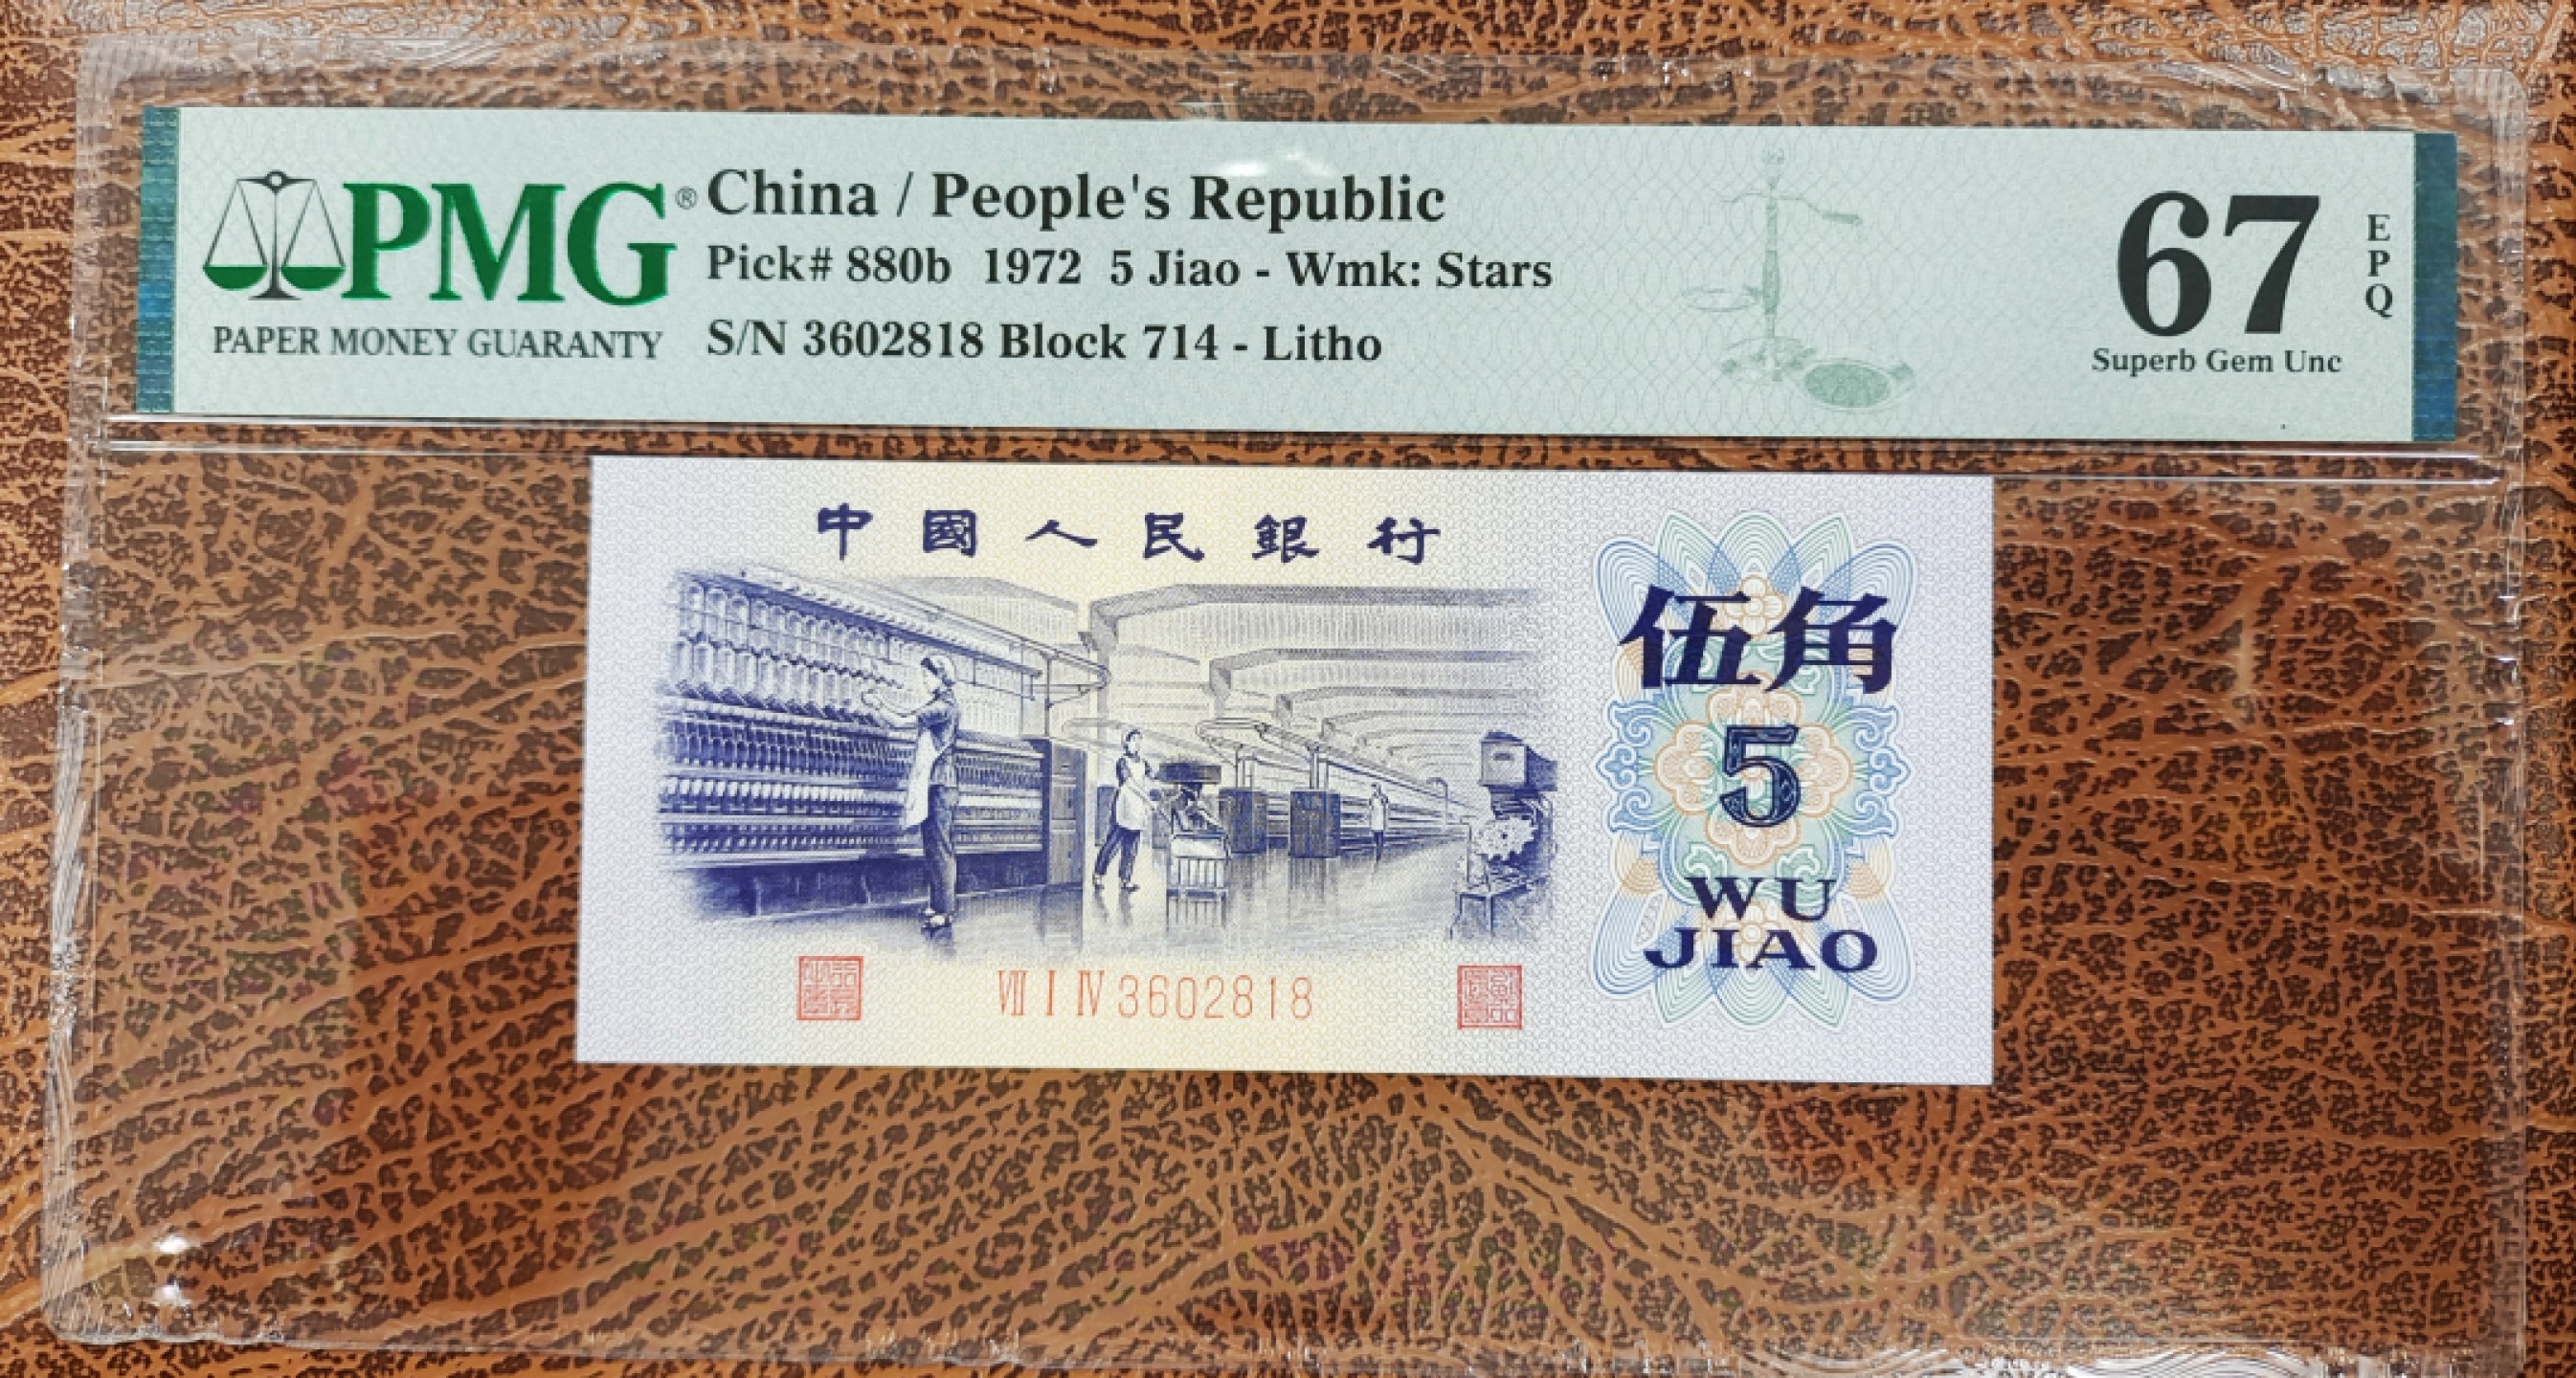 PMG®
PAPER MONEY GUARANTY
China / People's Republic
Pick# 880b 1972 5 Jiao - Wmk: Stars
S/N 3602818 Block 714 - Litho
67
EPQ
Superb Gem Unc
中國人民銀行
伍角
5
WU
JIAO
VII I IV 3602818